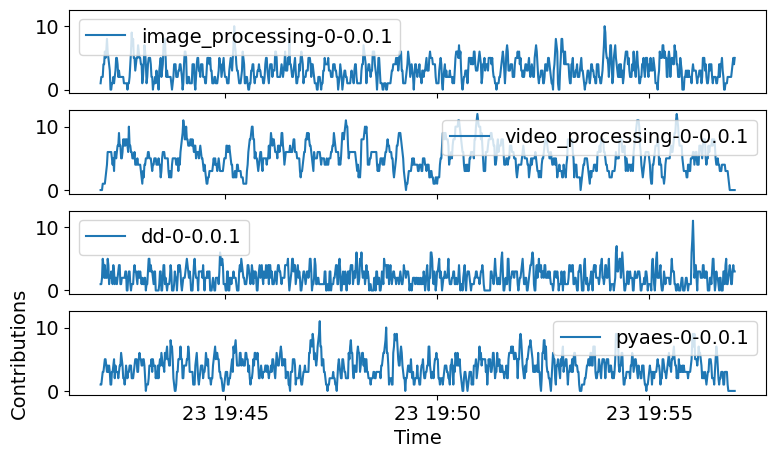 10
0
image_processing-0-0.0.1
10
0
video_processing-0-0.0.1
10
0
dd-0-0.0.1
10
0
pyaes-0-0.0.1
Contributions
23 19:45
23 19:50
23 19:55
Time